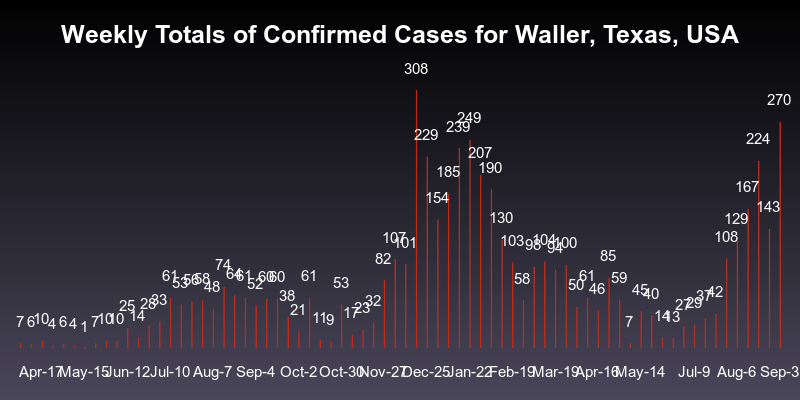 Weekly Totals of Confirmed Cases for Waller, Texas, USA
7 6 10 4 6 4 1 7 10 10 25 14 28 33 61 53 56 58 48 74 64 61 52 60 60 38 21 61 11 9 53 17 23 32 82 107 101 308 229 154 185 239 249 207 190 130 103 58 98 104 94 100 50 61 46 85 59 7 45 40 14 13 27 29 37 42 108 129 167 224 143 270
Apr-17 May-15 Jun-12 Jul-10 Aug-7 Sep-4 Oct-2 Oct-30 Nov-27 Dec-25 Jan-22 Feb-19 Mar-19 Apr-16 May-14 Jul-9 Aug-6 Sep-3